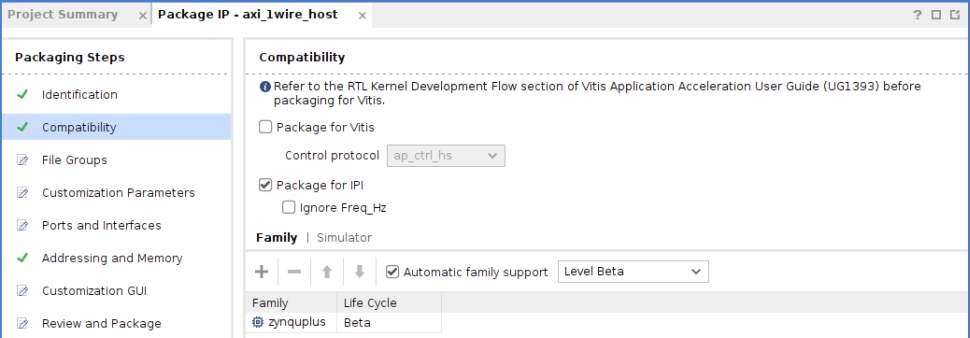 Project Summary × Package IP - axi_1wire_host × ?
Packaging Steps
Identification
Compatibility
File Groups
Customization Parameters
Ports and Interfaces
Addressing and Memory
Customization GUI
Review and Package
Compatibility
Refer to the RTL Kernel Development Flow section of Vitis Application Acceleration User Guide (UG1393) before
packaging for Vitis.
Package for Vitis
Control protocol ap_ctrl_hs
Package for IPI
Ignore Freq_Hz
Family | Simulator
Automatic family support Level Beta
Family Life Cycle
zynquplus Beta